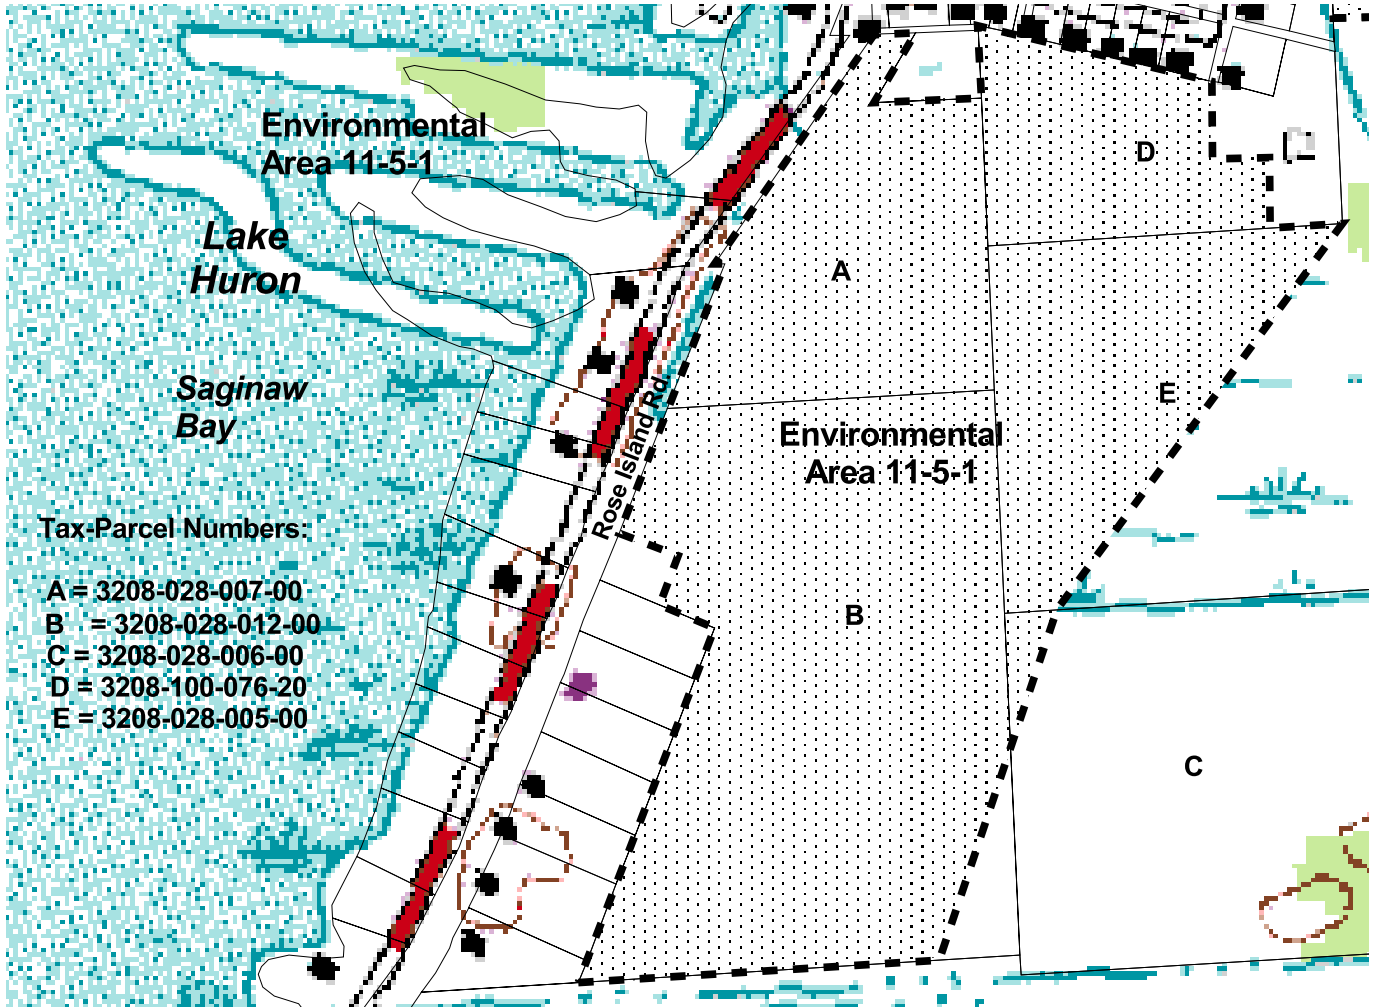 Environmental
Area 11-5-1
D
Lake
Huron
A
Saginaw
Bay
E
Rose Island Rd
Environmental
Area 11-5-1
Tax-Parcel Numbers:
A = 3208-028-007-00
B = 3208-028-012-00
C = 3208-028-006-00
D = 3208-100-076-20
E = 3208-028-005-00
B
C